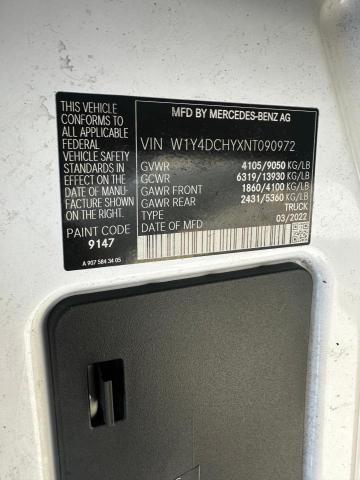 MFD BY MERCEDES-BENZ AG
THIS VEHICLE
CONFORMS TO
ALL APPLICABLE
FEDERAL
VEHICLE SAFETY
STANDARDS IN
EFFECT ON THE
DATE OF MANU-
FACTURE SHOWN
PAINT CODE
9147
A 907 584 34 05
VIN W1Y4DCHYXNT090972
GVWR 4105/9050 KG/LB
GCWR 6319/13930 KG/LB
GAWR FRONT 1860/4100 KG/LB
GAWR REAR 2431/5360 KG/LB
TYPE TRUCK
DATE OF MFD 03/2022